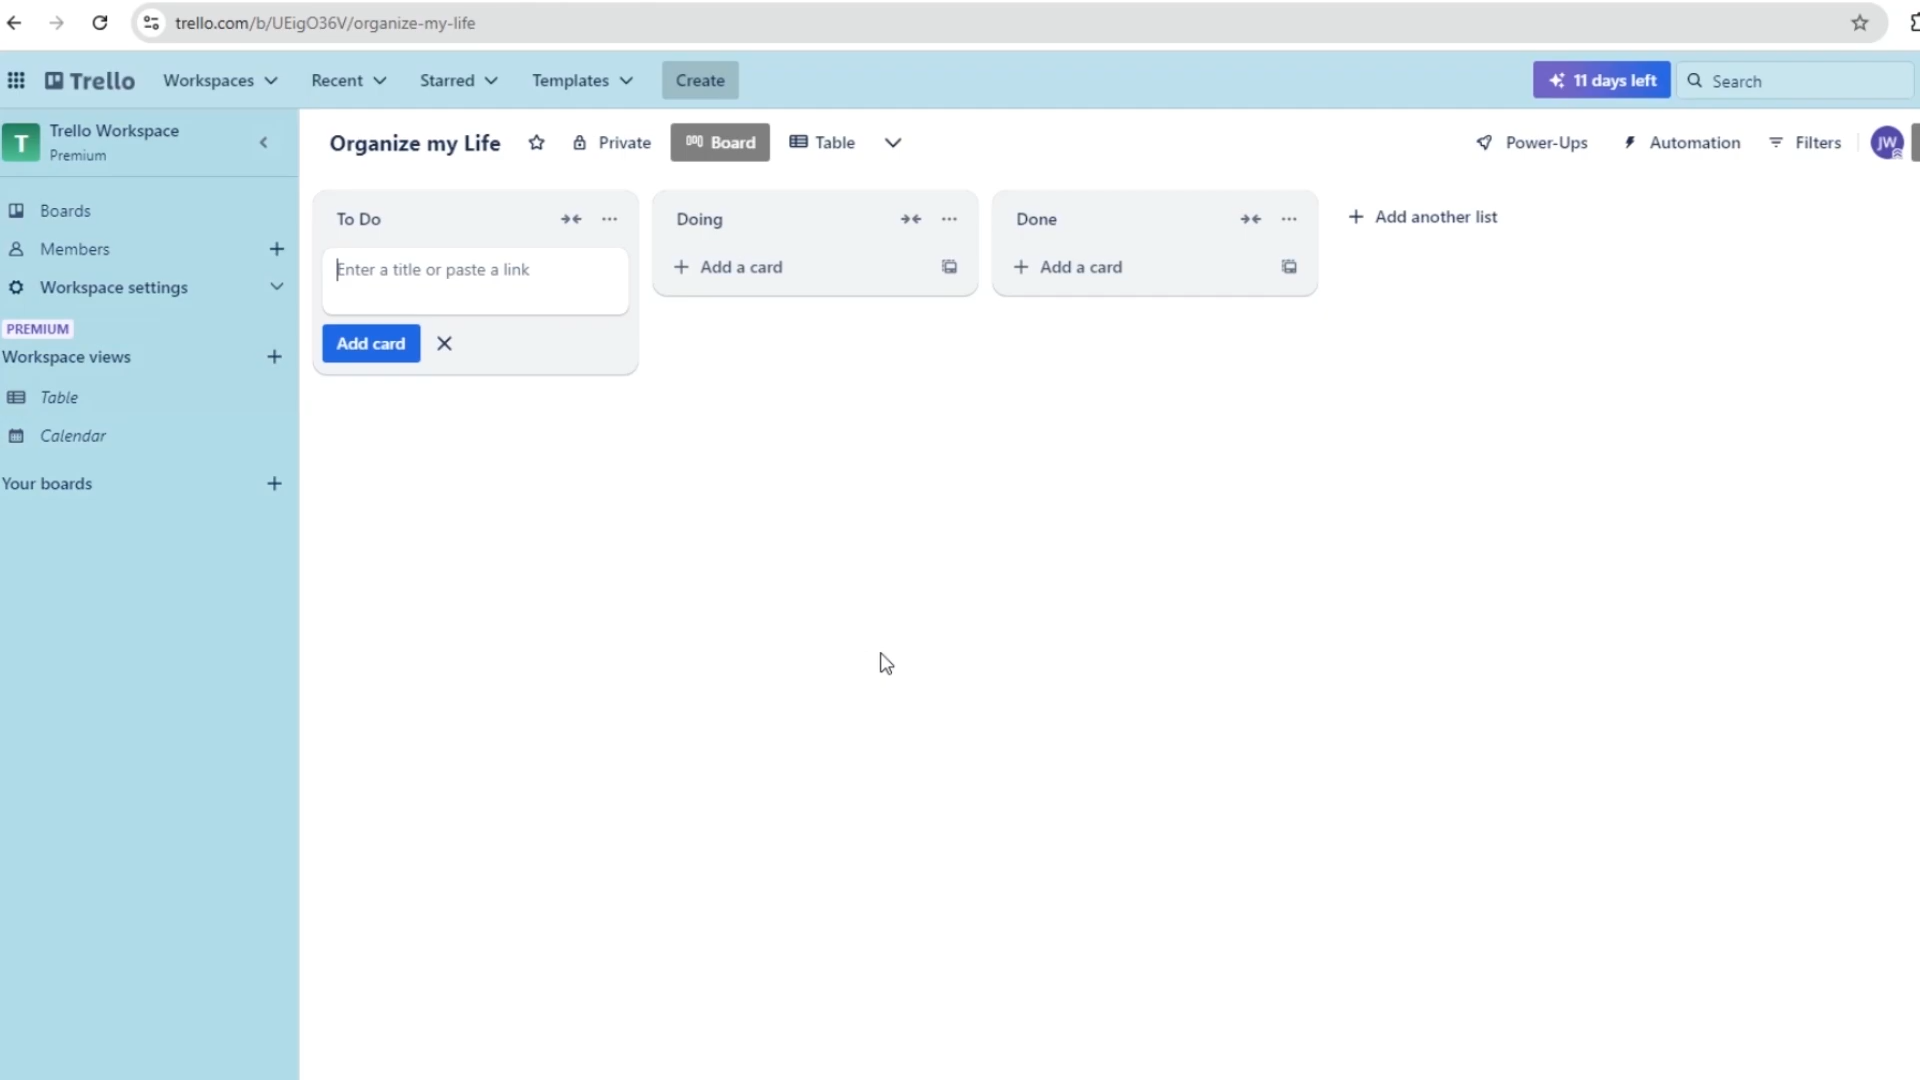 trello.com/b/UEigO36V/organize-my-life
Trello Workspaces Recent Starred Templates Create 11 days left Search
T Trello Workspace
Premium
Organize my Life Private Board Table Power-Ups Automation Filters JW
Boards
Members
Workspace settings
PREMIUM
Workspace views
Table
Calendar
Your boards
To Do
Enter a title or paste a link
Add card
Doing
Add a card
Done
Add a card
Add another list